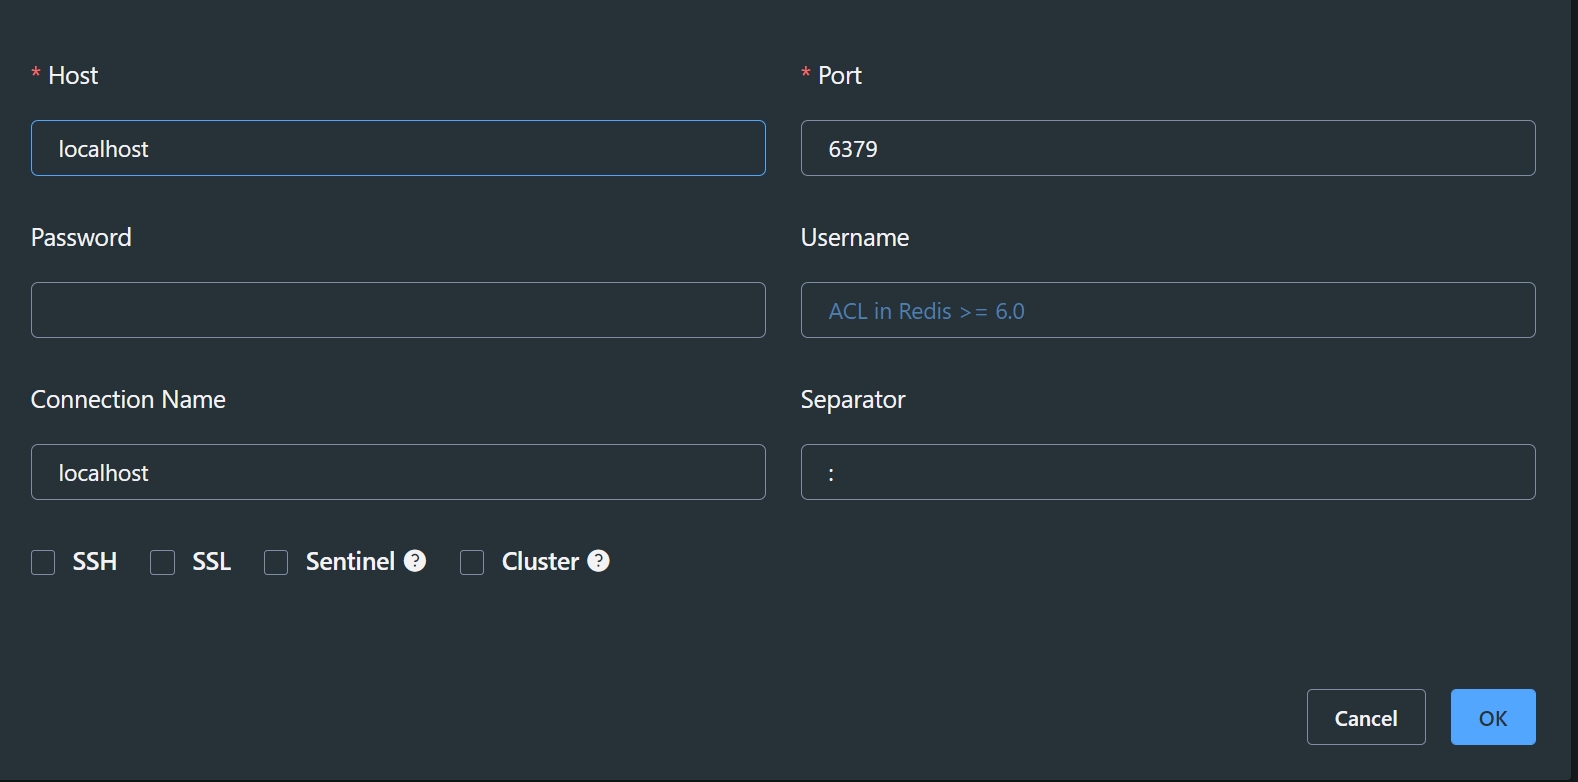 * Host
* Port
localhost
6379
Password
Username
ACL in Redis >= 6.0
Connection Name
Separator
localhost
:
SSH SSL Sentinel ? Cluster ?
Cancel OK